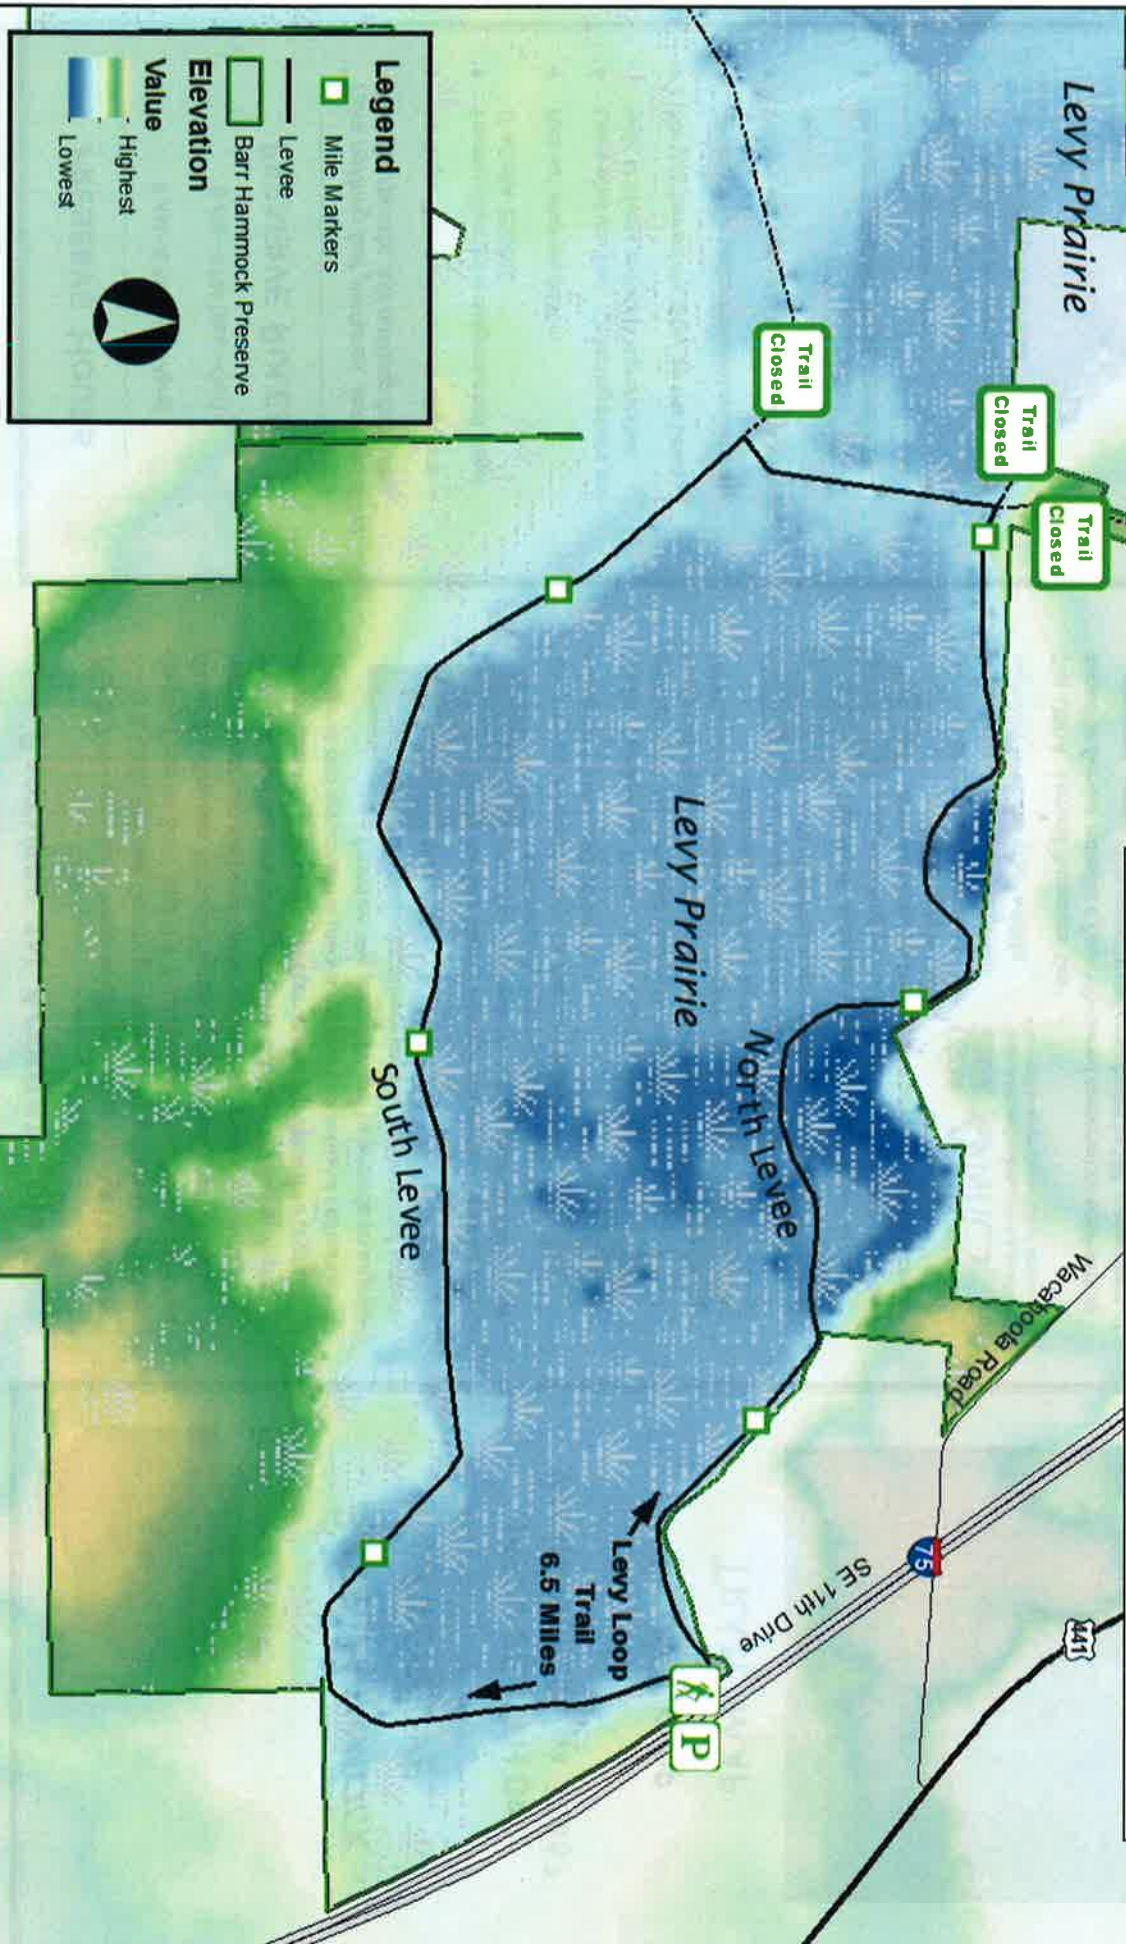 Levy Prairie
Trail
Closed
Trail
Closed
Trail
Closed
Levy Prairie
North Levee
South Levee
Wacahoola Road
SE 11th Drive
75
441
Levy Loop
Trail
6.5 Miles
P
Legend
Mile Markers
Levee
Barr Hammock Preserve
Elevation
Value
Highest
Lowest